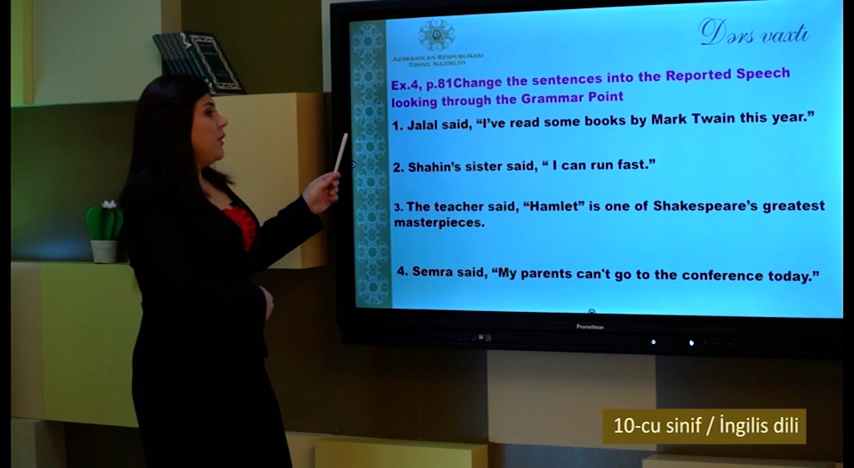 Dərs vaxtı
AZƏRBAYCAN RESPUBLİKASI
TƏHSİL NAZİRLİYİ
Ex.4, p.81Change the sentences into the Reported Speech
looking through the Grammar Point
1. Jalal said, “I’ve read some books by Mark Twain this year.”
2. Shahin’s sister said, “ I can run fast.”
3. The teacher said, “Hamlet” is one of Shakespeare’s greatest
masterpieces.
4. Semra said, “My parents can't go to the conference today.”
Promethean
10-cu sinif / İngilis dili